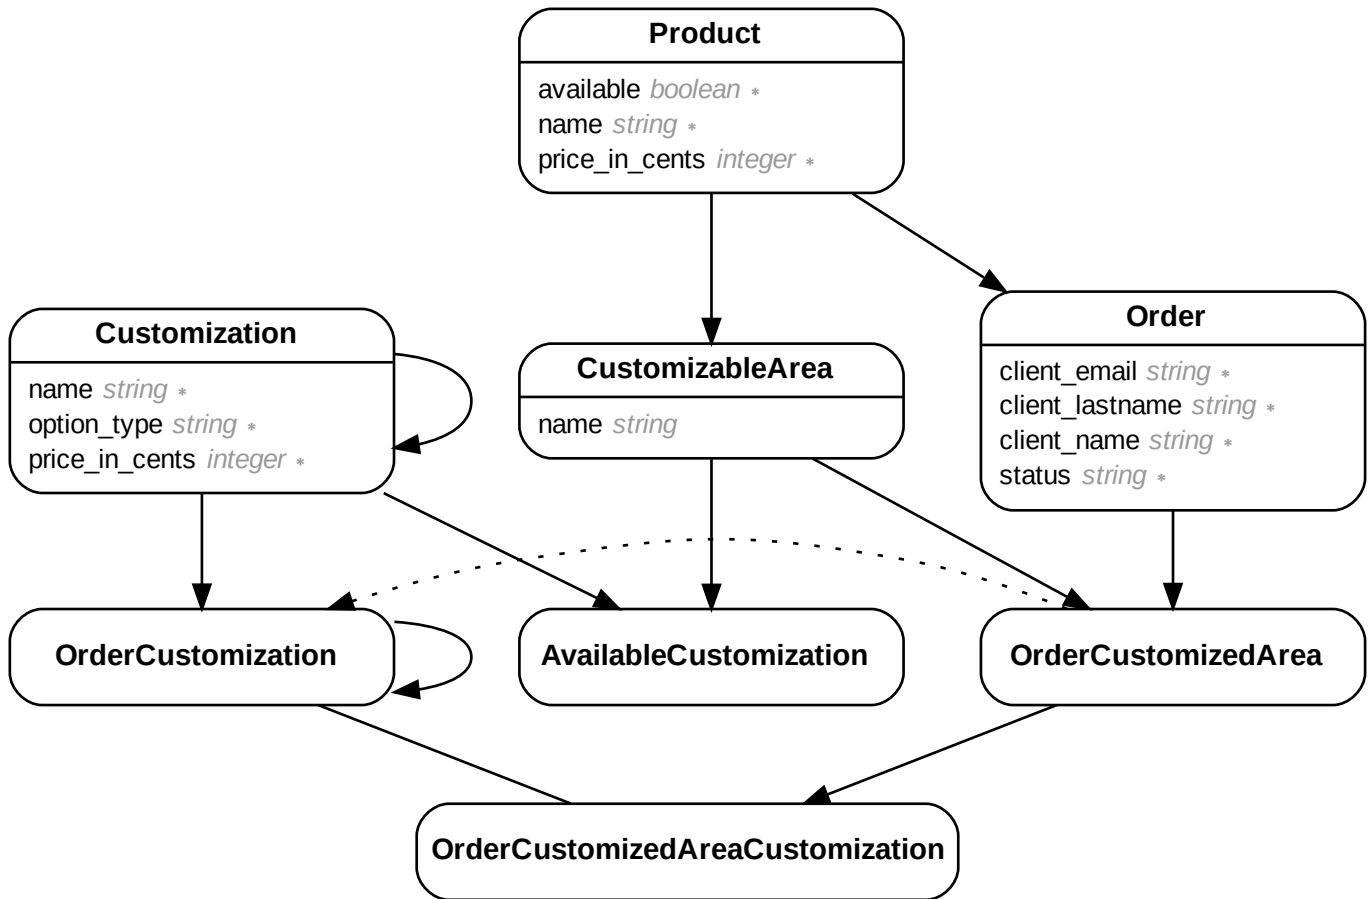 Product
available boolean *
name string *
price_in_cents integer *
Customization
name string *
option_type string *
price_in_cents integer *
CustomizableArea
name string
Order
client_email string *
client_lastname string *
client_name string *
status string *
OrderCustomization
AvailableCustomization
OrderCustomizedArea
OrderCustomizedAreaCustomization